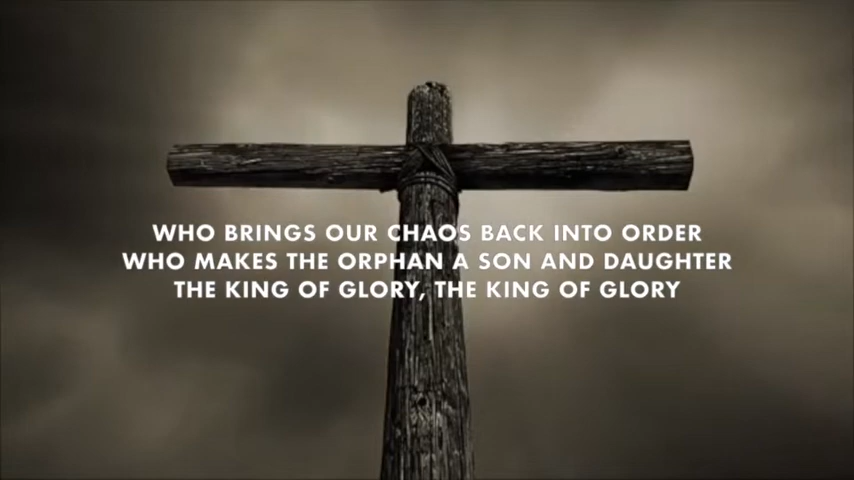 WHO BRINGS OUR CHAOS BACK INTO ORDER
WHO MAKES THE ORPHAN A SON AND DAUGHTER
THE KING OF GLORY, THE KING OF GLORY